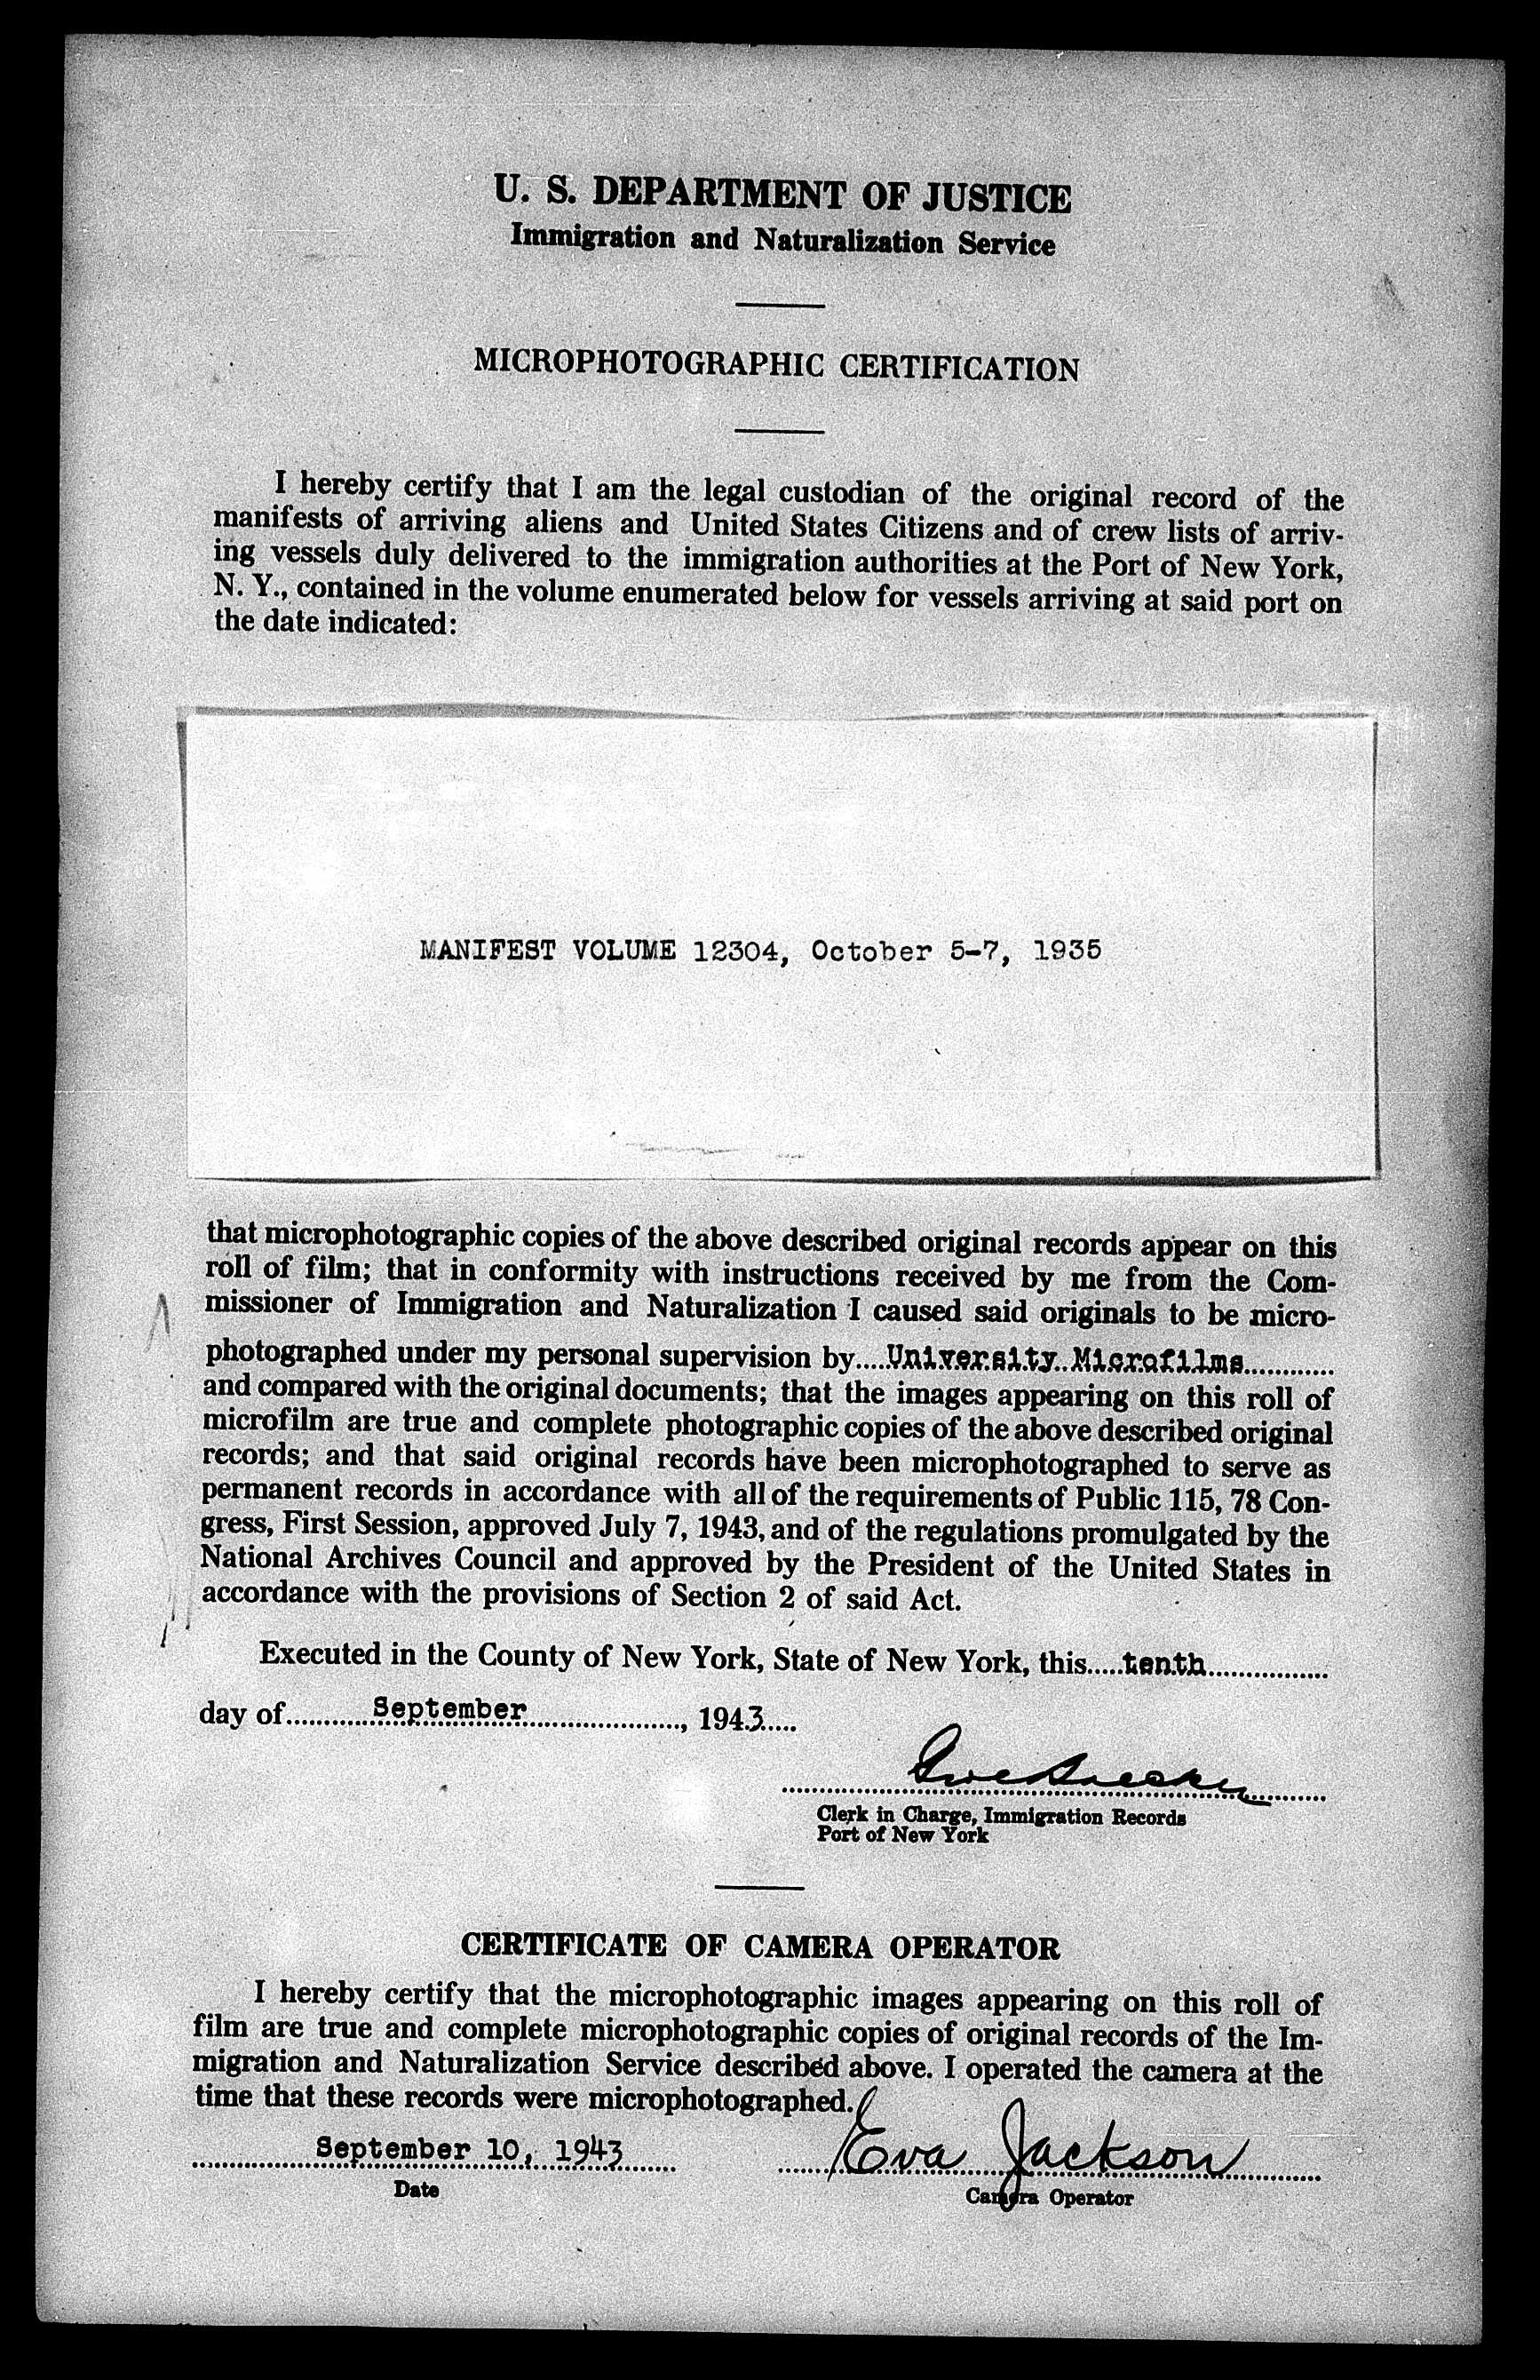 U. S. DEPARTMENT OF JUSTICE
Immigration and Naturalization Service
MICROPHOTOGRAPHIC CERTIFICATION
I hereby certify that I am the legal custodian of the original record of the
manifests of arriving aliens and United States Citizens and of crew lists of arriv-
ing vessels duly delivered to the immigration authorities at the Port of New York,
N. Y., contained in the volume enumerated below for vessels arriving at said port on
the date indicated:
MANIFEST VOLUME 12304, October 5-7, 1935
that microphotographic copies of the above described original records appear on this
roll of film; that in conformity with instructions received by me from the Com-
missioner of Immigration and Naturalization I caused said originals to be micro-
photographed under my personal supervision by.....University Microfilms............
and compared with the original documents; that the images appearing on this roll of
microfilm are true and complete photographic copies of the above described original
records; and that said original records have been microphotographed to serve as
permanent records in accordance with all of the requirements of Public 115, 78 Con-
gress, First Session, approved July 7, 1943, and of the regulations promulgated by the
National Archives Council and approved by the President of the United States in
accordance with the provisions of Section 2 of said Act.
Executed in the County of New York, State of New York, this.....tenth................
day of...........September....................., 1943.....
Clerk in Charge, Immigration Records
Port of New York
CERTIFICATE OF CAMERA OPERATOR
I hereby certify that the microphotographic images appearing on this roll of
film are true and complete microphotographic copies of original records of the Im-
migration and Naturalization Service described above. I operated the camera at the
time that these records were microphotographed.
September 10, 1943 Eva Jackson
Date Camera Operator